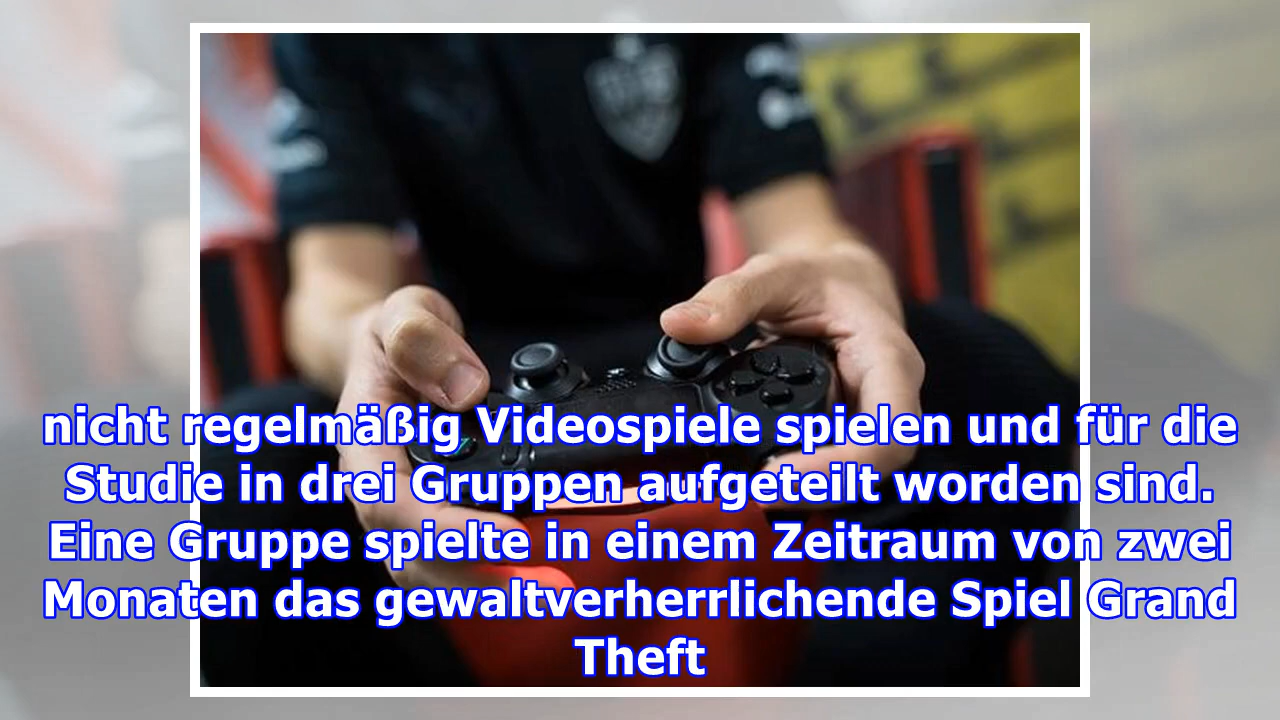 nicht regelmäßig Videospiele spielen und für die
Studie in drei Gruppen aufgeteilt worden sind.
Eine Gruppe spielte in einem Zeitraum von zwei
Monaten das gewaltverherrlichende Spiel Grand
Theft